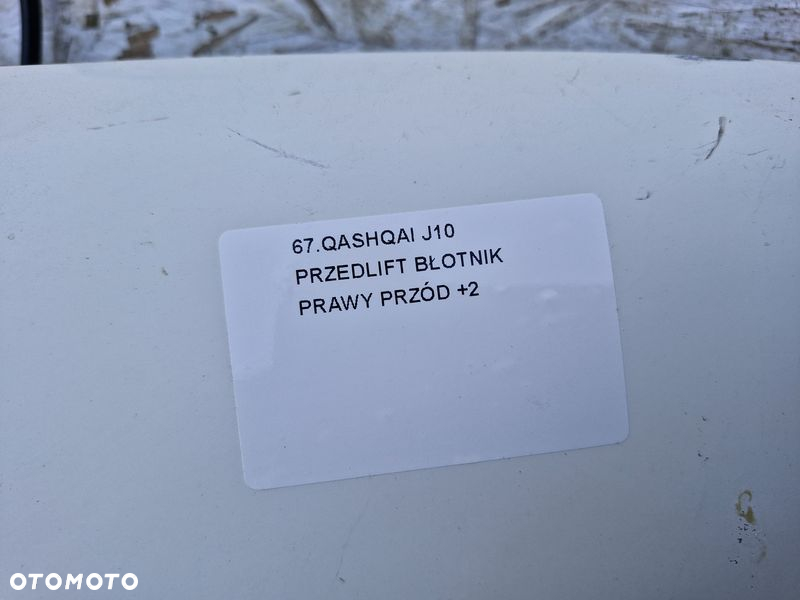 67.QASHQAI J10
PRZEDLIFT BŁOTNIK
PRAWY PRZÓD +2
OTOMOTO